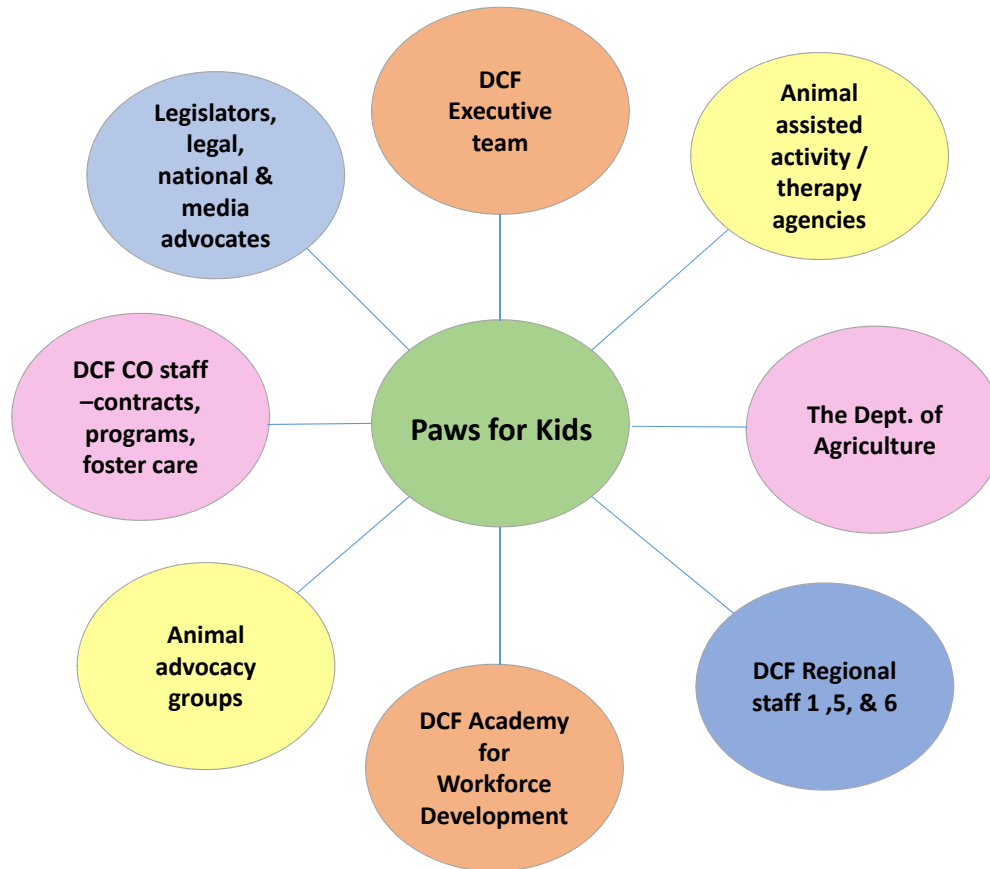 DCF
Executive
team
Animal
assisted
activity /
therapy
agencies
Legislators,
legal,
national &
media
advocates
DCF CO staff
–contracts,
programs,
foster care
Paws for Kids
The Dept. of
Agriculture
Animal
advocacy
groups
DCF Regional
staff 1 ,5, & 6
DCF Academy
for
Workforce
Development